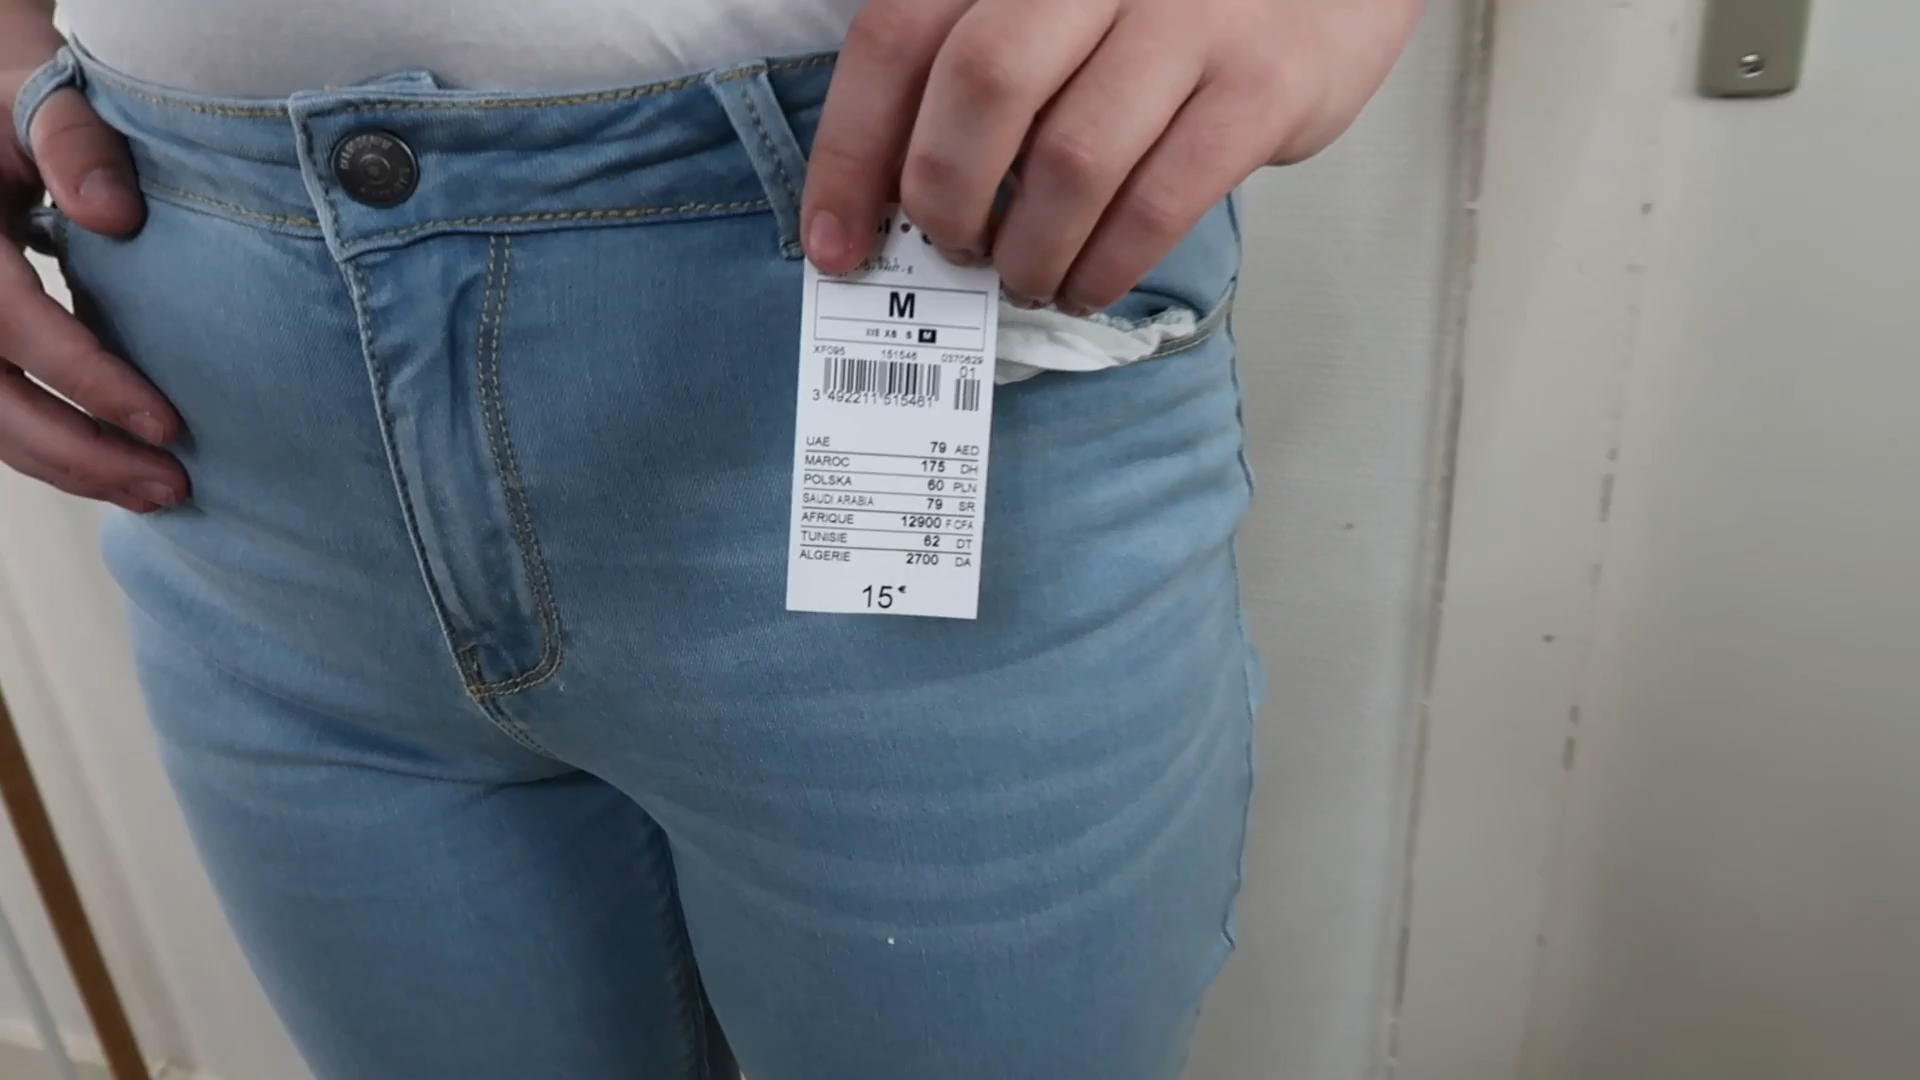 M
XXS XS S M
XF095 151546 0370629
01
3 492211 515461
UAE 79 AED
MAROC 175 DH
POLSKA 60 PLN
SAUDI ARABIA 79 SR
AFRIQUE 12900 F CFA
TUNISIE 62 DT
ALGERIE 2700 DA
15€